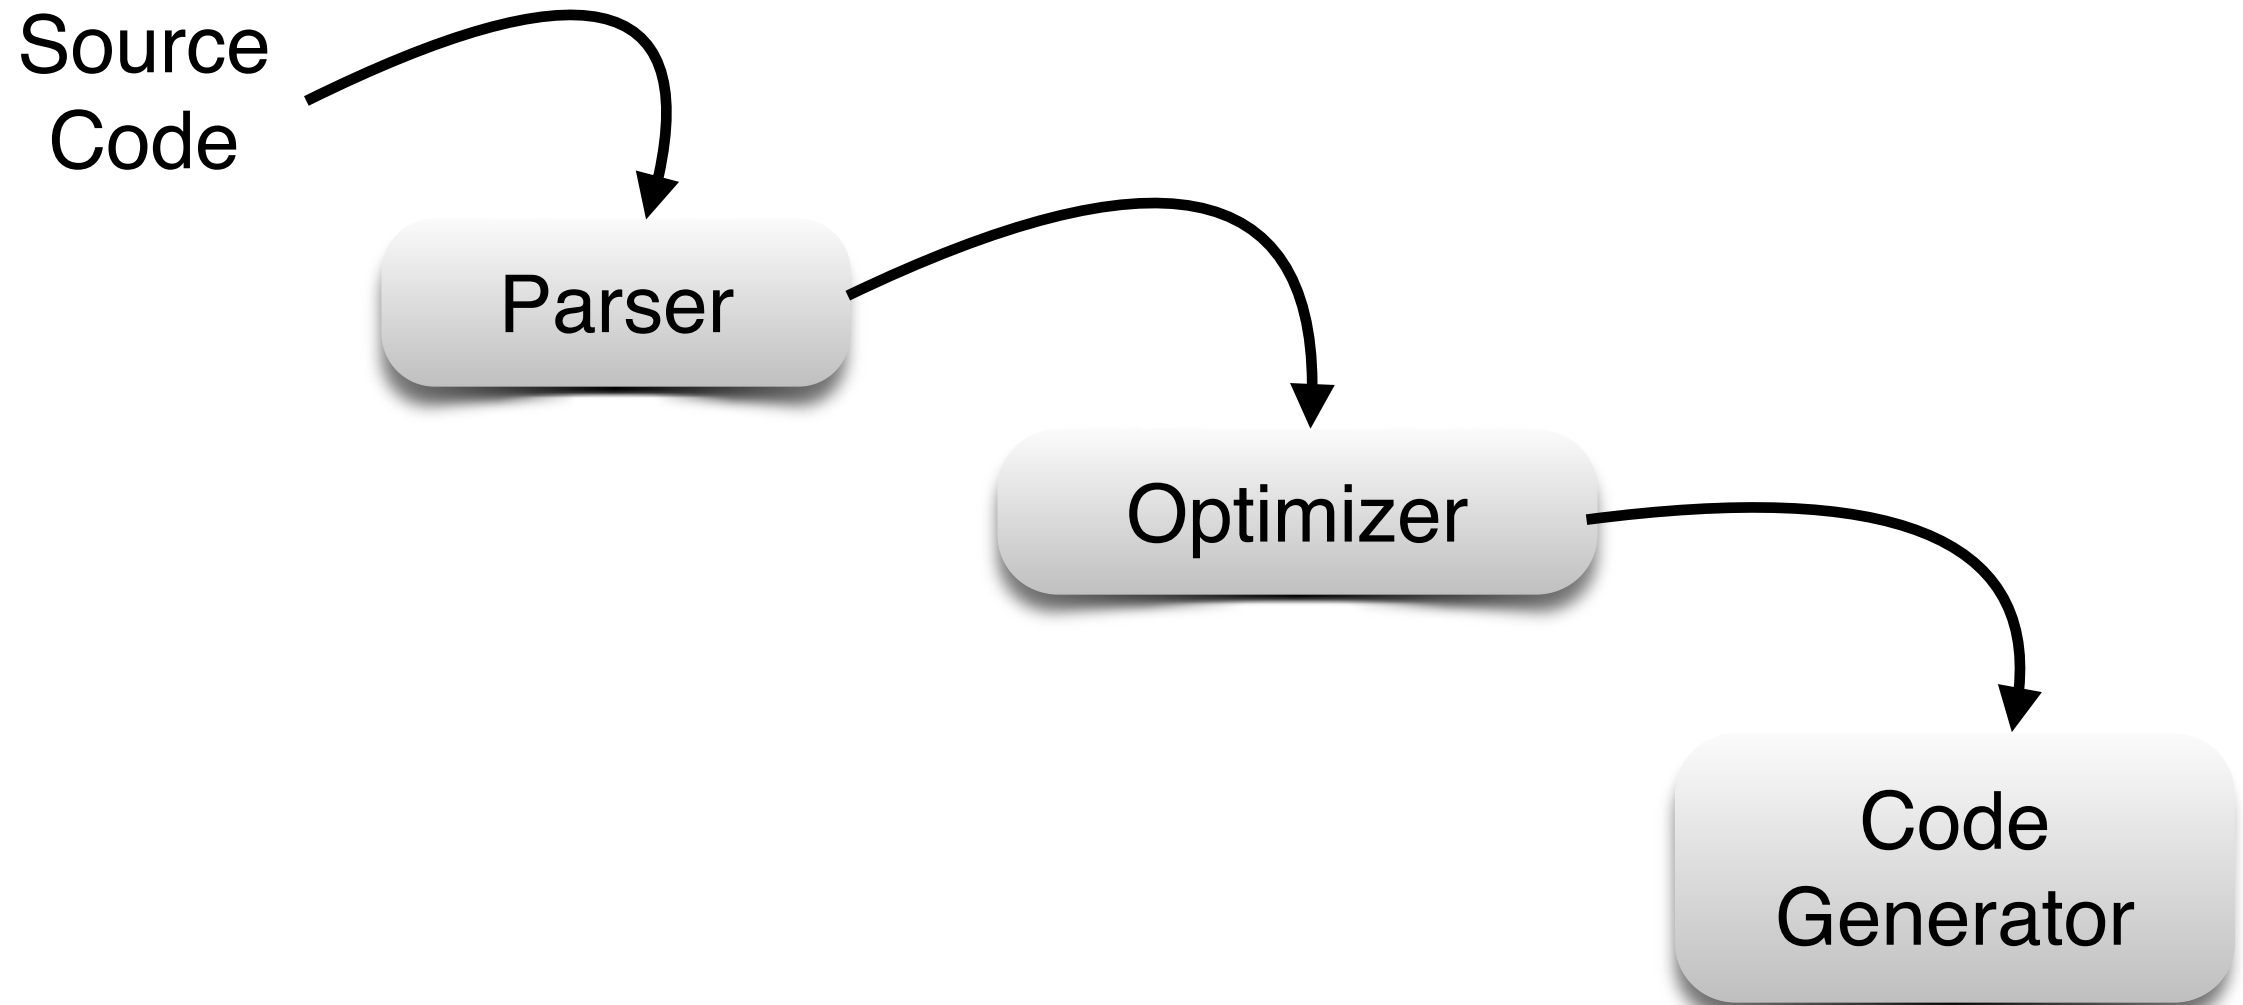 Source
Code
Parser
Optimizer
Code
Generator